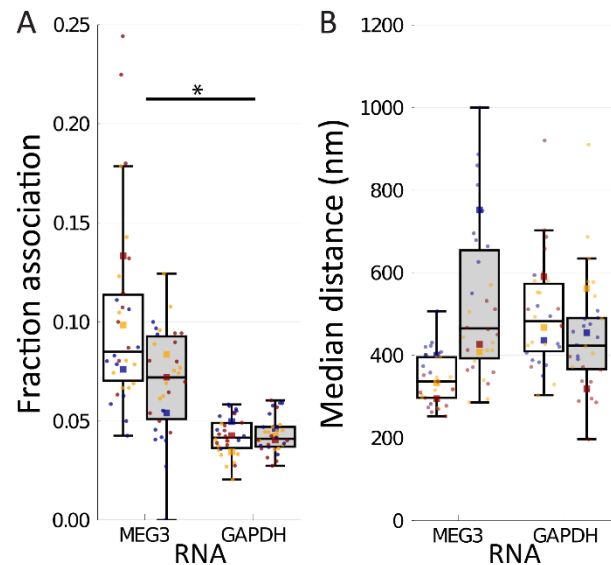 A
Fraction association
0.25
0.20
0.15
0.10
0.05
0.00
*
MEG3
GAPDH
RNA
B
Median distance (nm)
1200
1000
800
600
400
200
0
MEG3
GAPDH
RNA